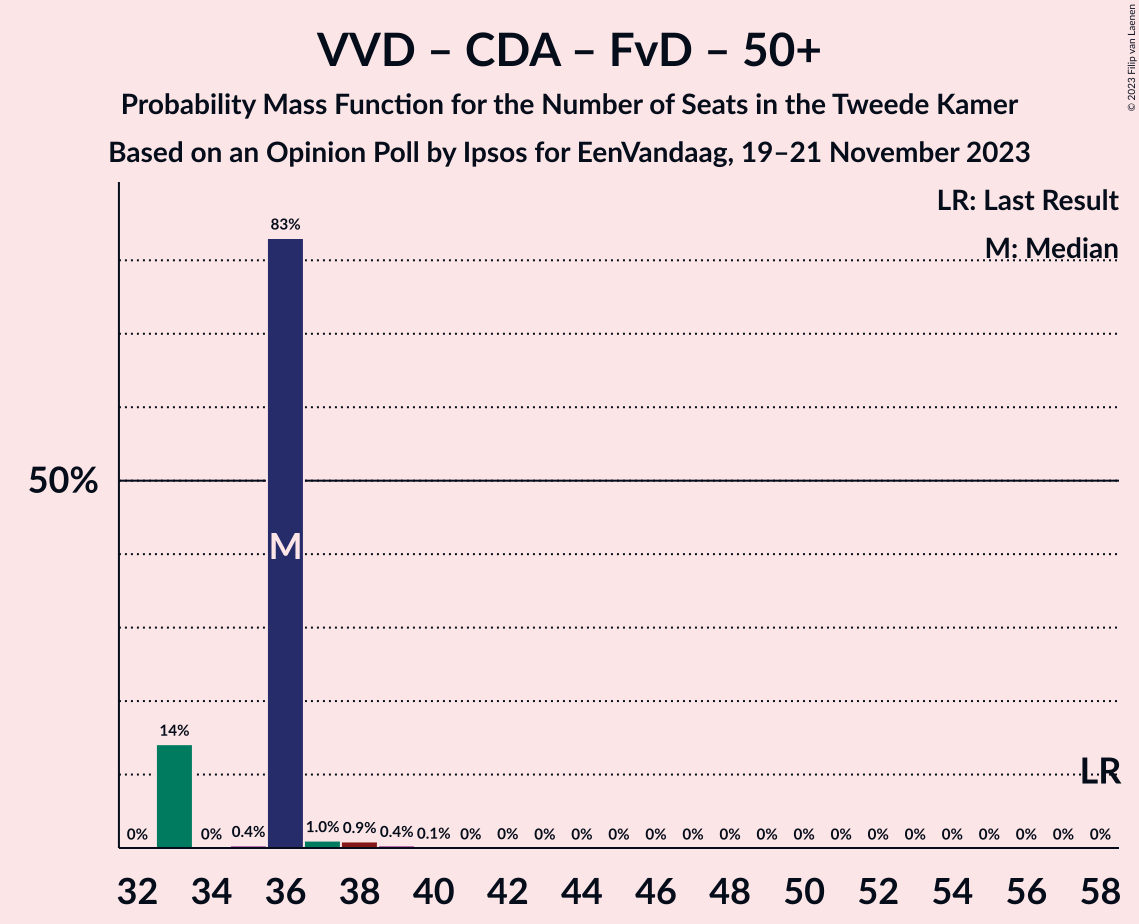 VVD – CDA – FvD – 50+
Probability Mass Function for the Number of Seats in the Tweede Kamer
Based on an Opinion Poll by Ipsos for EenVandaag, 19–21 November 2023
© 2023 Filip van Laenen
LR: Last Result
M: Median
50%
83%
M
14%
LR
0% 0% 0.4% 1.0% 0.9% 0.4% 0.1% 0% 0% 0% 0% 0% 0% 0% 0% 0% 0% 0% 0% 0% 0% 0% 0% 0% 0%
32 34 36 38 40 42 44 46 48 50 52 54 56 58